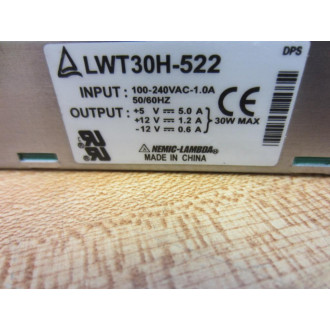 DPS
LWT30H-522
INPUT : 100-240VAC-1.0A
50/60HZ
OUTPUT : +5 V 5.0 A
+12 V 1.2 A
-12 V 0.6 A
30W MAX
CE
NEMIC-LAMBDA®
MADE IN CHINA